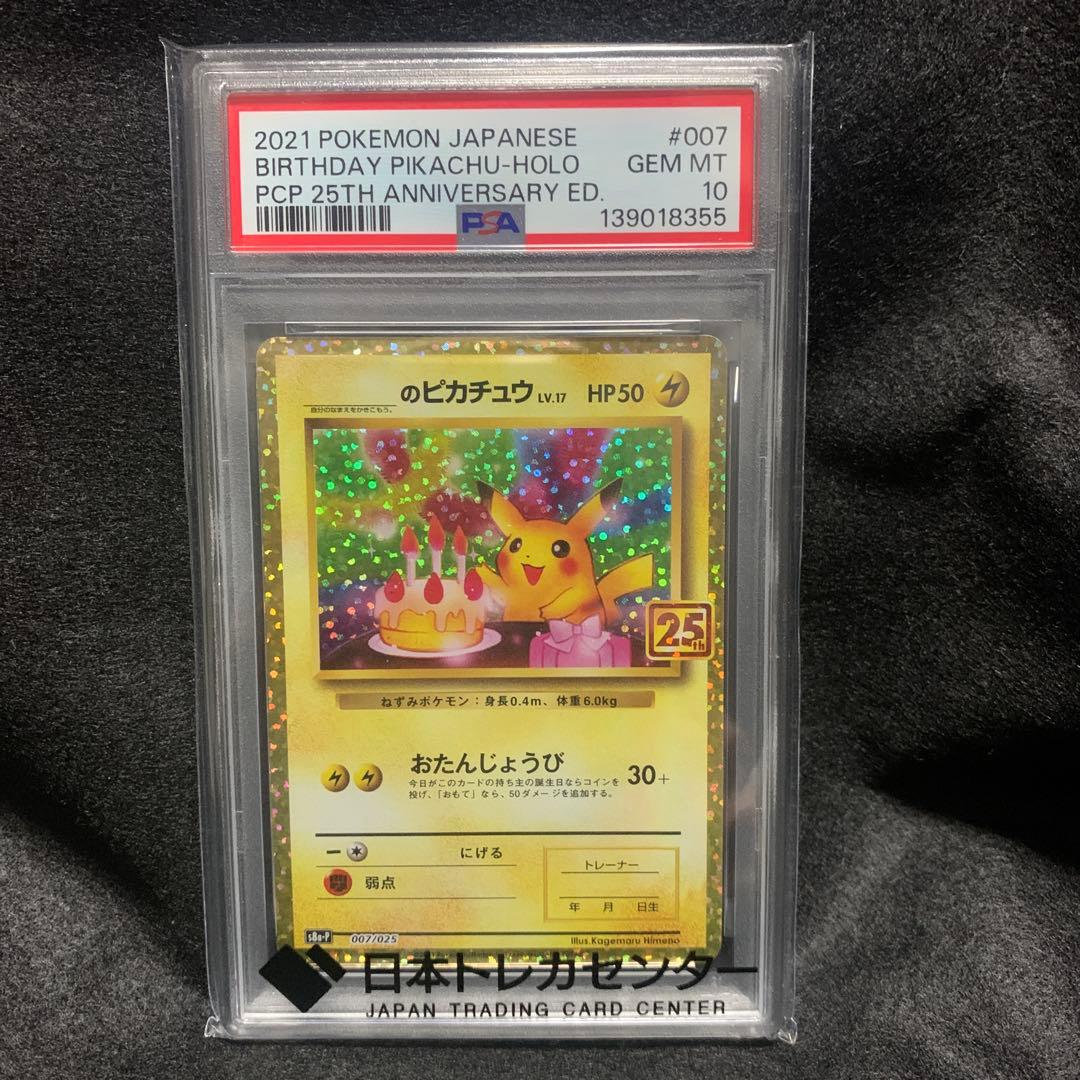 2021 POKEMON JAPANESE #007
BIRTHDAY PIKACHU-HOLO GEM MT
PCP 25TH ANNIVERSARY ED. 10
PSA 139018355
のピカチュウ LV.17 HP50
自分のなまえをかきこもう。
25th
ねずみポケモン:身長0.4m、体重6.0kg
おたんじょうび 30+
今日がこのカードの持ち主の誕生日ならコインを
投げ、「おもて」なら、50ダメージを追加する。
にげる
弱点
トレーナー
年 月 日生
s8a-P 007/025 Illus.Kagemaru Himeno
日本トレカセンター
JAPAN TRADING CARD CENTER